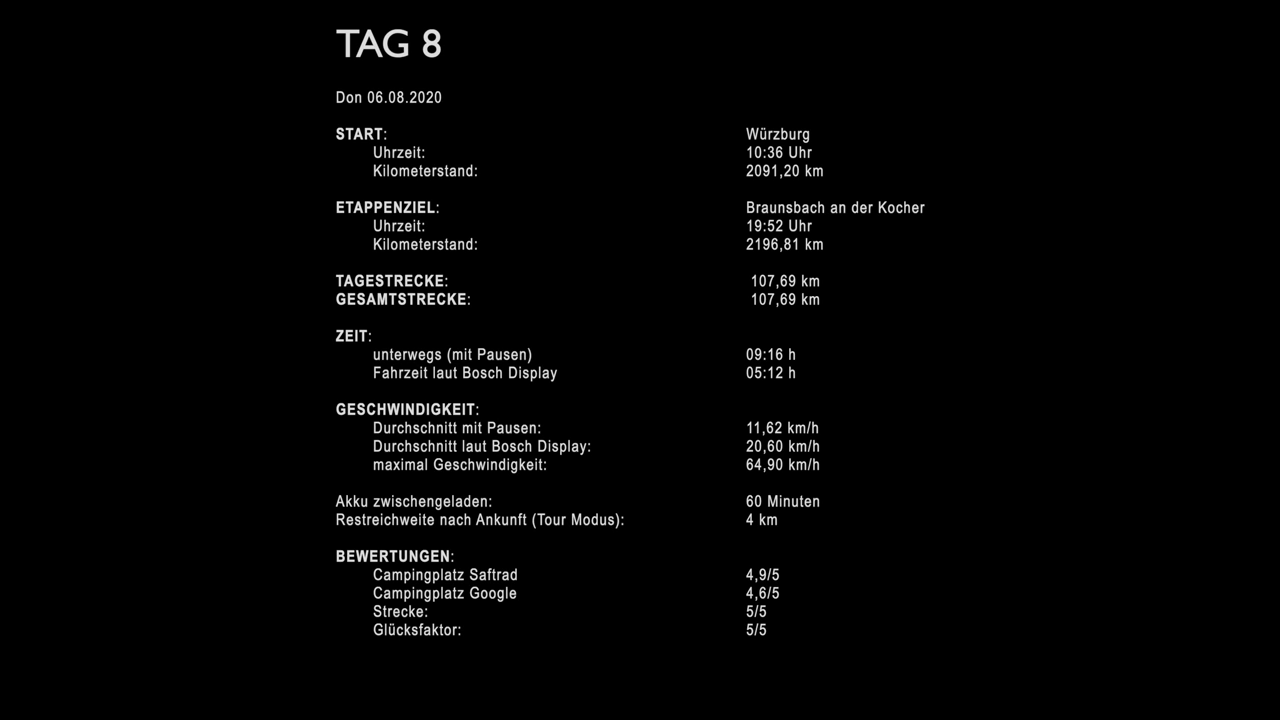 TAG 8
Don 06.08.2020
START: Würzburg
Uhrzeit: 10:36 Uhr
Kilometerstand: 2091,20 km
ETAPPENZIEL: Braunsbach an der Kocher
Uhrzeit: 19:52 Uhr
Kilometerstand: 2196,81 km
TAGESTRECKE: 107,69 km
GESAMTSTRECKE: 107,69 km
ZEIT:
unterwegs (mit Pausen) 09:16 h
Fahrzeit laut Bosch Display 05:12 h
GESCHWINDIGKEIT:
Durchschnitt mit Pausen: 11,62 km/h
Durchschnitt laut Bosch Display: 20,60 km/h
maximal Geschwindigkeit: 64,90 km/h
Akku zwischengeladen: 60 Minuten
Restreichweite nach Ankunft (Tour Modus): 4 km
BEWERTUNGEN:
Campingplatz Saftrad 4,9/5
Campingplatz Google 4,6/5
Strecke: 5/5
Glücksfaktor: 5/5